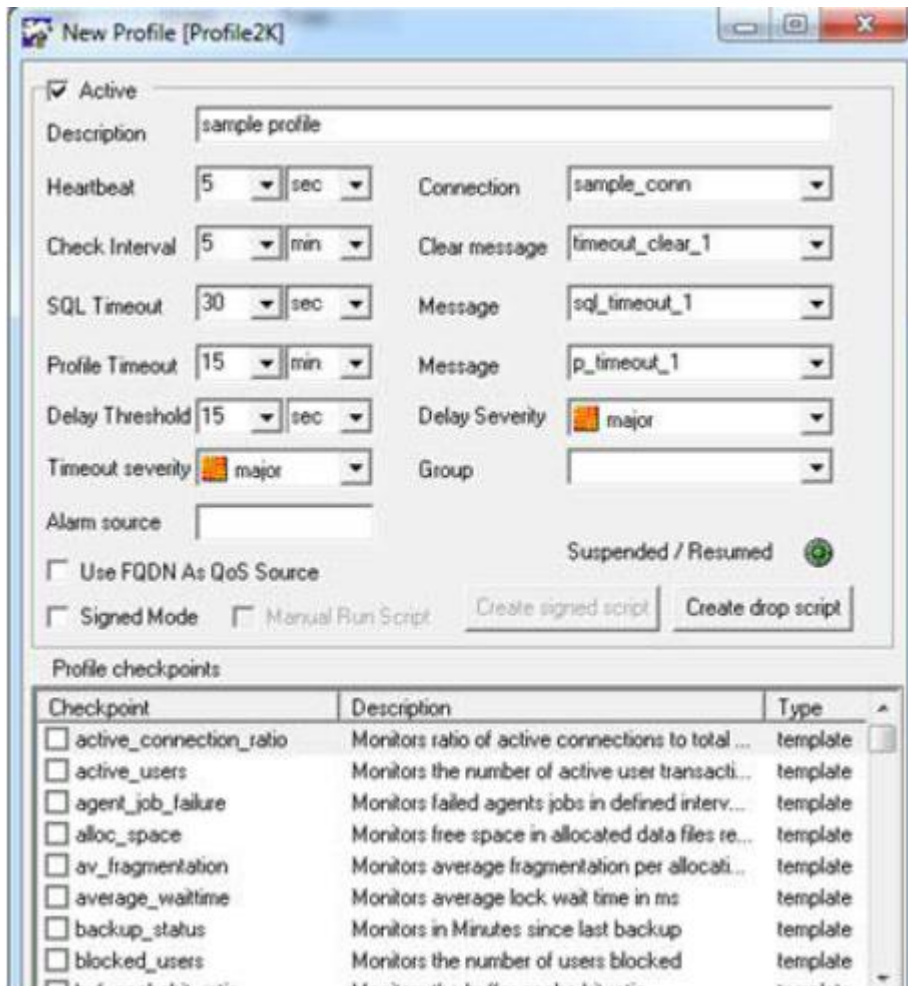 New Profile [Profile2K]
Active
Description sample profile
Heartbeat 5 sec Connection sample_conn
Check Interval 5 min Clear message timeout_clear_1
SQL Timeout 30 sec Message sql_timeout_1
Profile Timeout 15 min Message p_timeout_1
Delay Threshold 15 sec Delay Severity major
Timeout severity major Group
Alarm source
Suspended / Resumed
Use FQDN As QoS Source
Signed Mode Manual Run Script Create signed script Create drop script
Profile checkpoints
Checkpoint Description Type
active_connection_ratio Monitors ratio of active connections to total ... template
active_users Monitors the number of active user transacti... template
agent_job_failure Monitors failed agents jobs in defined interv... template
alloc_space Monitors free space in allocated data files re... template
av_fragmentation Monitors average fragmentation per allocati... template
average_waittime Monitors average lock wait time in ms template
backup_status Monitors in Minutes since last backup template
blocked_users Monitors the number of users blocked template